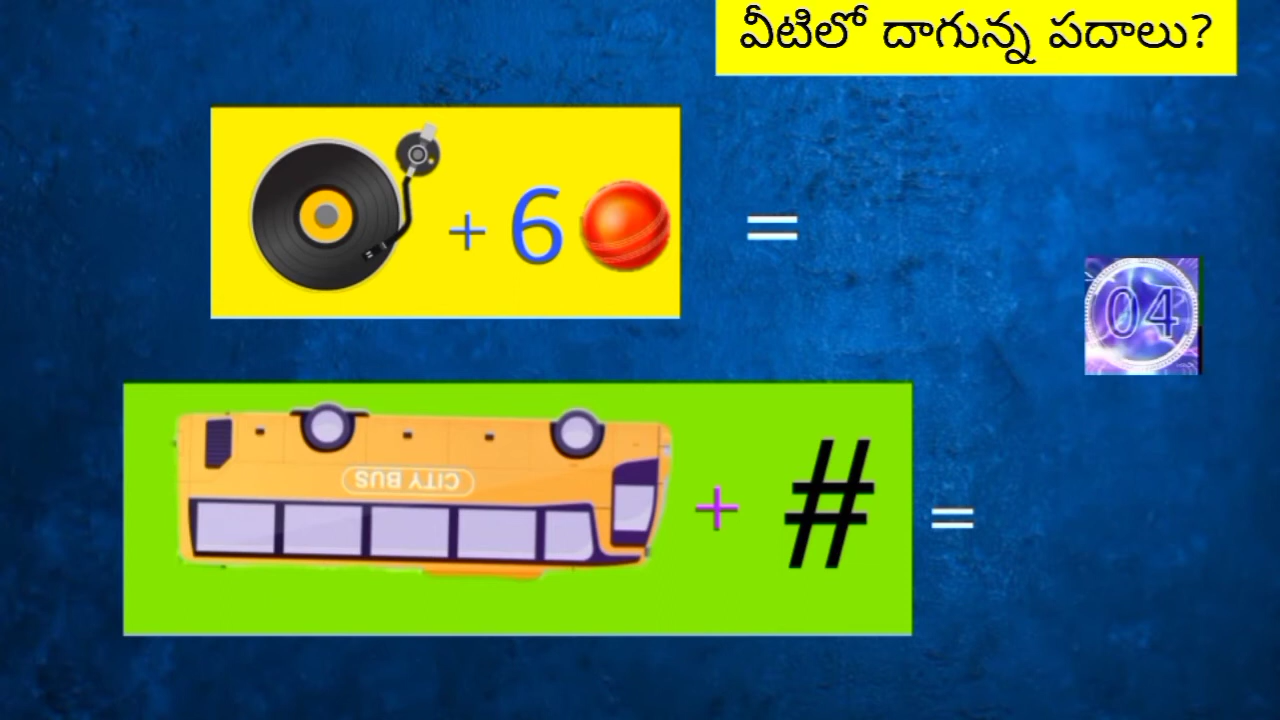 వీటిలో దాగున్న పదాలు?
+ 6 =
04
CITY BUS
+ # =